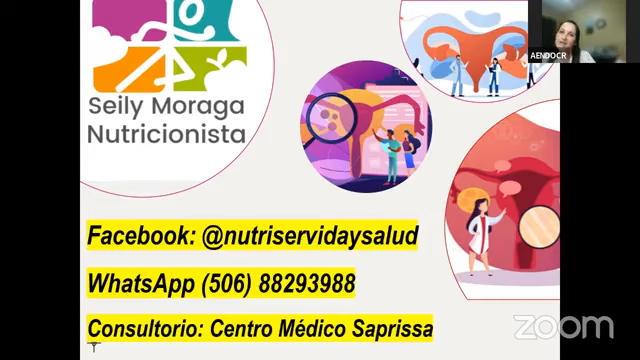 AENDOCR
Seily Moraga
Nutricionista
Facebook: @nutriservidaysalud
WhatsApp (506) 88293988
Consultorio: Centro Médico Saprissa
zoom